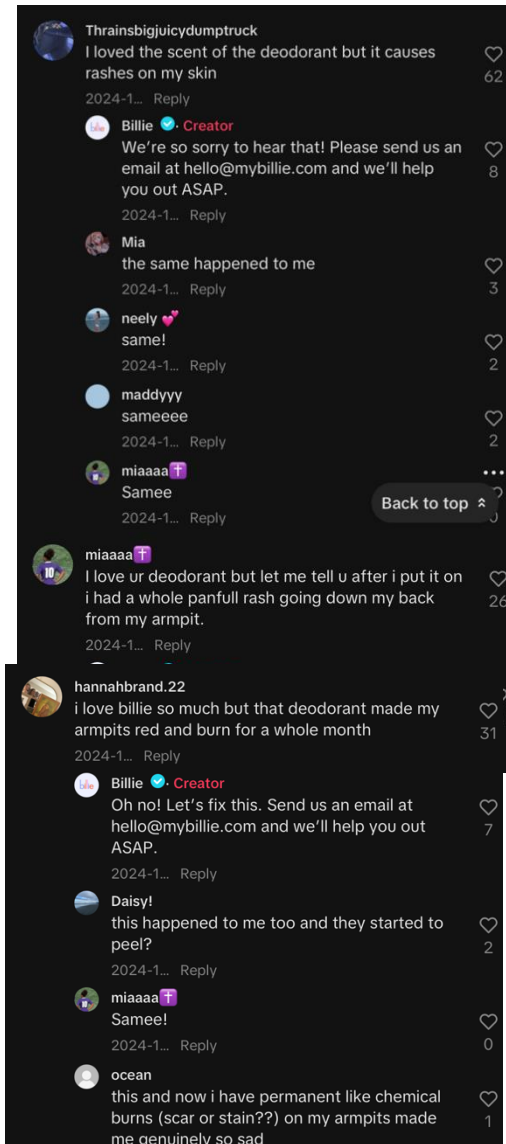 Thrainsbigjuicydumptruck
I loved the scent of the deodorant but it causes
rashes on my skin
62
2024-1... Reply
billie
Billie · Creator
We're so sorry to hear that! Please send us an
email at hello@mybillie.com and we'll help
you out ASAP.
8
2024-1... Reply
Mia
the same happened to me
3
2024-1... Reply
neely 💕
same!
2
2024-1... Reply
maddyyy
sameeee
2
2024-1... Reply
miaaaa✝️
Samee
Back to top
2024-1... Reply
10
miaaaa✝️
I love ur deodorant but let me tell u after i put it on
i had a whole panfull rash going down my back
from my armpit.
26
2024-1... Reply
hannahbrand.22
i love billie so much but that deodorant made my
armpits red and burn for a whole month
31
2024-1... Reply
billie
Billie · Creator
Oh no! Let's fix this. Send us an email at
hello@mybillie.com and we'll help you out
ASAP.
7
2024-1... Reply
Daisy!
this happened to me too and they started to
peel?
2
2024-1... Reply
miaaaa✝️
Samee!
0
2024-1... Reply
ocean
this and now i have permanent like chemical
burns (scar or stain??) on my armpits made
1
me genuinely so sad